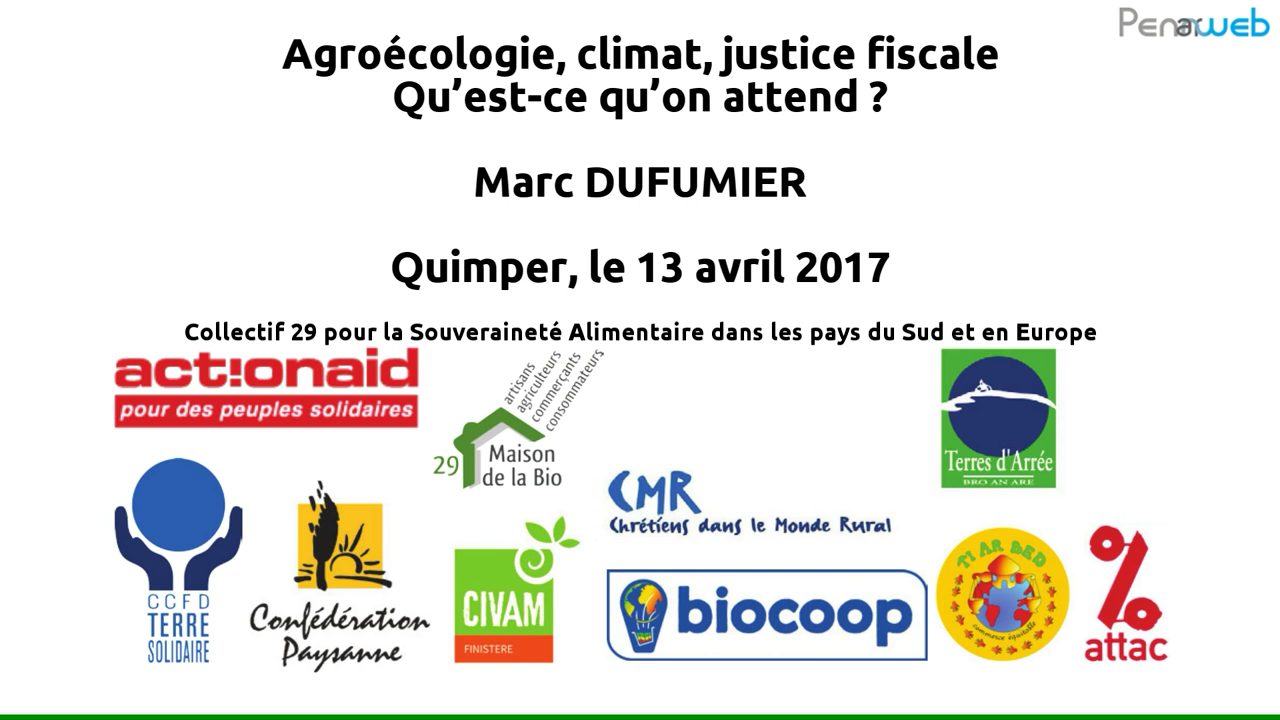 Penarweb
Agroécologie, climat, justice fiscale
Qu’est-ce qu’on attend ?
Marc DUFUMIER
Quimper, le 13 avril 2017
Collectif 29 pour la Souveraineté Alimentaire dans les pays du Sud et en Europe
act!onaid
pour des peuples solidaires
artisans
agriculteurs
commerçants
consommateurs
29 Maison
de la Bio
Terres d'Arrée
BRO AN ARE
CMR
Chrétiens dans le Monde Rural
CCFD
TERRE
SOLIDAIRE
Confédération
Paysanne
CIVAM
FINISTERE
biocoop
TI AR BED
commerce équitable
%
attac